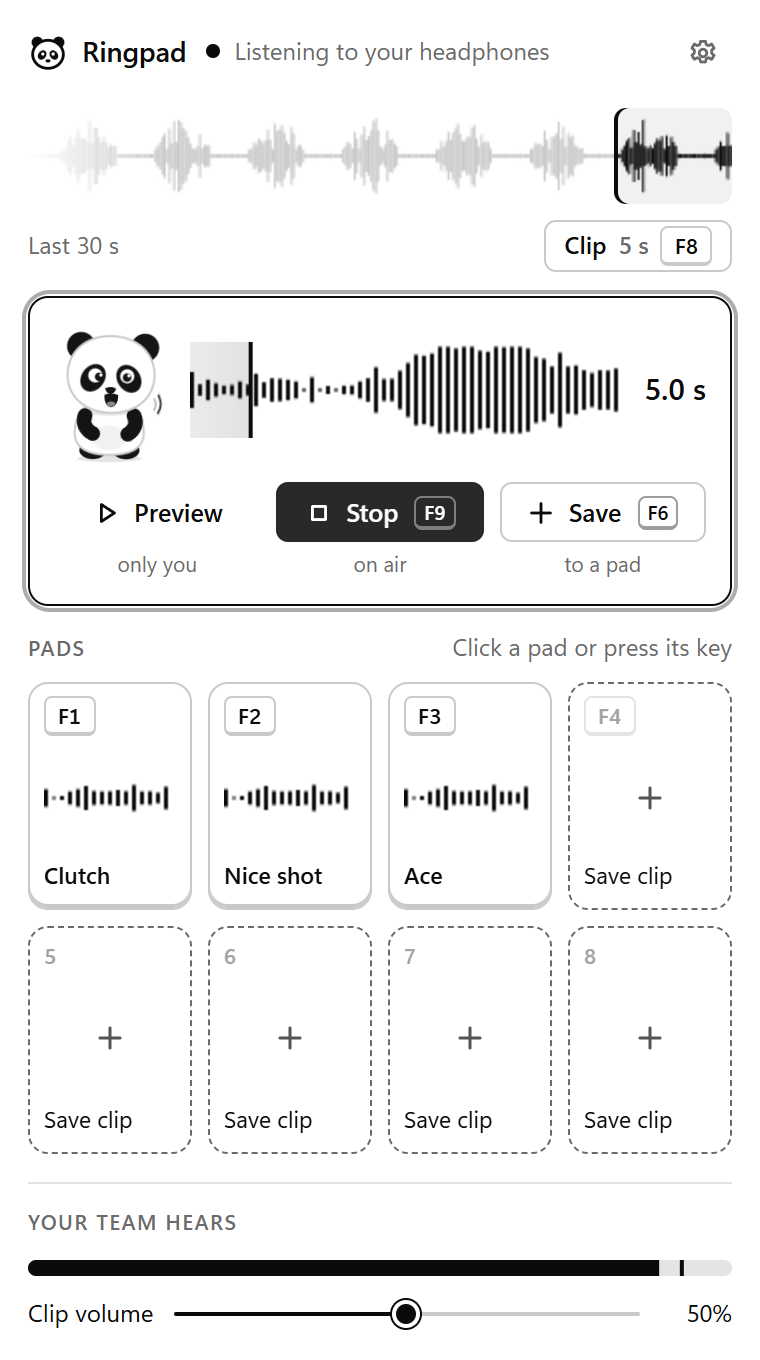 Ringpad ● Listening to your headphones
Last 30 s
Clip 5 s F8
5.0 s
Preview
Stop F9
Save F6
only you
on air
to a pad
PADS
Click a pad or press its key
F1
F2
F3
F4
Clutch
Nice shot
Ace
Save clip
5
6
7
8
Save clip
Save clip
Save clip
Save clip
YOUR TEAM HEARS
Clip volume
50%